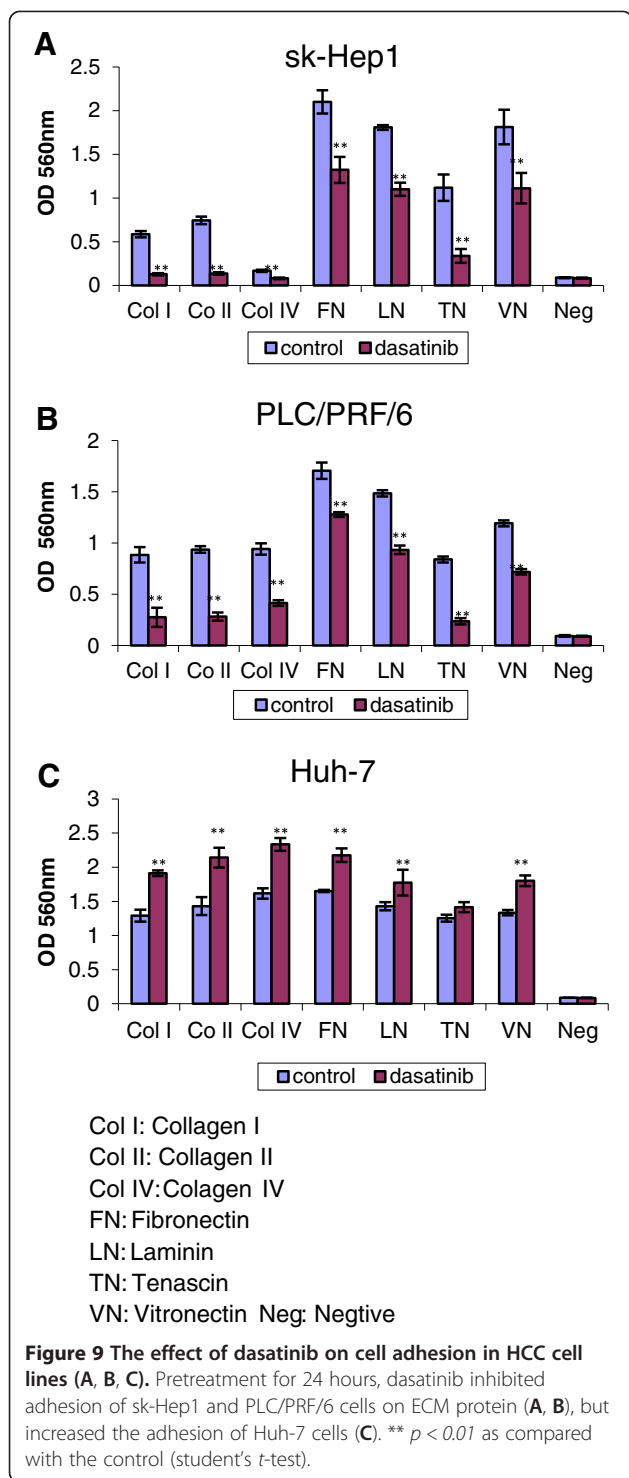 A
sk-Hep1
2.5
2
1.5
1
0.5
0
OD 560nm
** ** ** ** ** ** **
Col I Co II Col IV FN LN TN VN Neg
control dasatinib
B
PLC/PRF/6
2
1.5
1
0.5
0
OD 560nm
** ** ** ** ** ** **
Col I Co II Col IV FN LN TN VN Neg
control dasatinib
C
Huh-7
3
2.5
2
1.5
1
0.5
0
OD 560nm
** ** ** ** ** **
Col I Co II Col IV FN LN TN VN Neg
control dasatinib
Col I: Collagen I
Col II: Collagen II
Col IV:Colagen IV
FN: Fibronectin
LN: Laminin
TN: Tenascin
VN: Vitronectin Neg: Negtive
Figure 9 The effect of dasatinib on cell adhesion in HCC cell
lines (A, B, C). Pretreatment for 24 hours, dasatinib inhibited
adhesion of sk-Hep1 and PLC/PRF/6 cells on ECM protein (A, B), but
increased the adhesion of Huh-7 cells (C). ** p < 0.01 as compared
with the control (student's t-test).